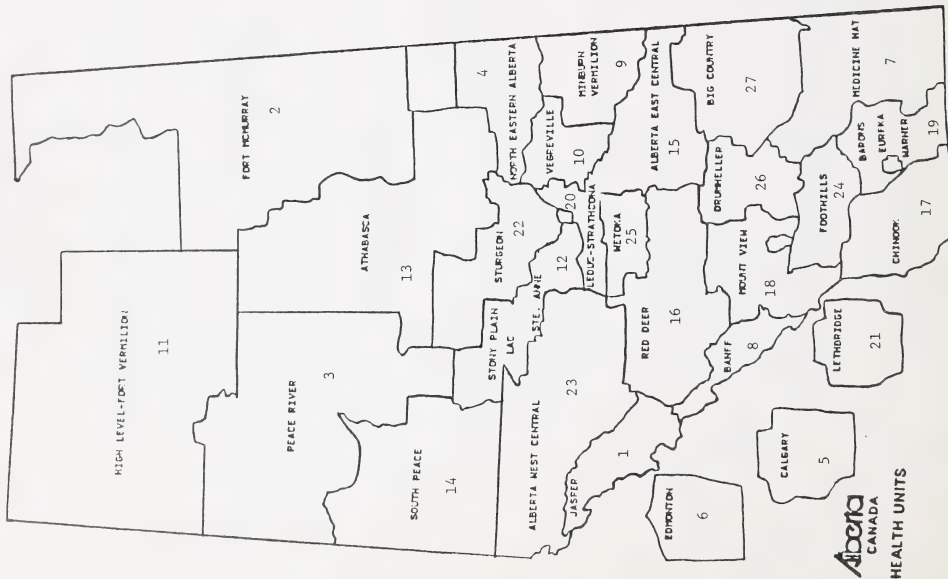 HIGH LEVEL-FORT VERMILION
11
FORT MCMURRAY
2
PEACE RIVER
3
ATHABASCA
13
SOUTH PEACE
14
STURGEON
22
NORTH EASTERN ALBERTA
4
STONY PLAIN
LAC
STE. ANNE
12
20
VEGREVILLE
10
MINBURN
VERMILION
9
ALBERTA WEST CENTRAL
23
LEDUC-STRATHCONA
WETOKA
25
ALBERTA EAST CENTRAL
15
JASPER
1
RED DEER
16
BANFF
8
MOUNT VIEW
18
DRUMHELLER
26
BIG COUNTRY
27
FOOTHILLS
24
MEDICINE HAT
7
BARONS
EUREKA
WARNER
19
CHINOOK
17
EDMONTON
6
CALGARY
5
LETHDRIDGE
21
Alberta
CANADA
HEALTH UNITS